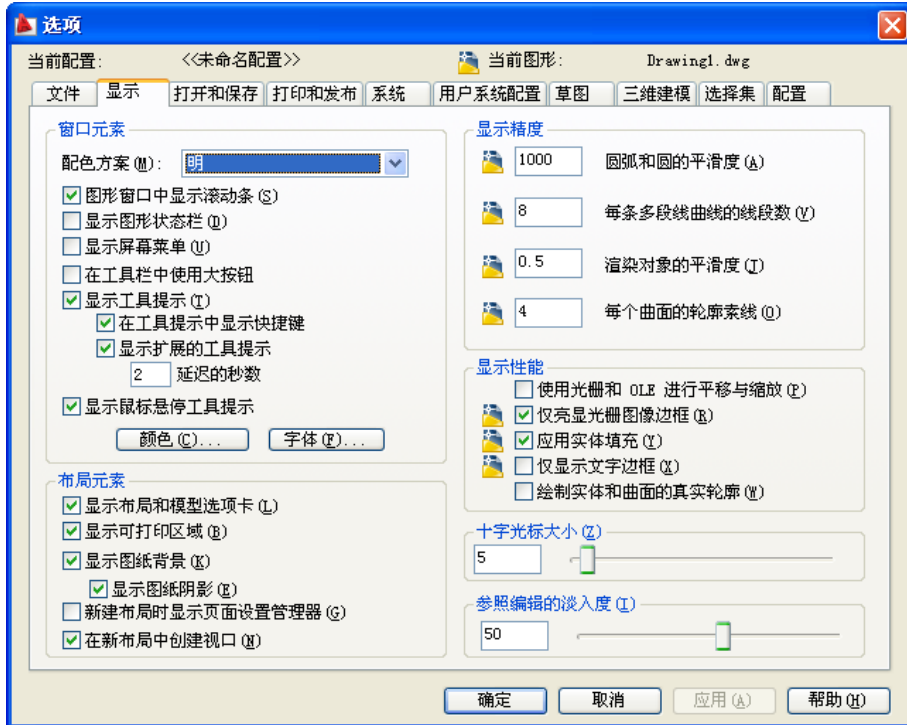 选项
当前配置: <<未命名配置>> 当前图形: Drawing1.dwg
文件 显示 打开和保存 打印和发布 系统 用户系统配置 草图 三维建模 选择集 配置
窗口元素
配色方案(M): 明
图形窗口中显示滚动条(S)
显示图形状态栏(D)
显示屏幕菜单(U)
在工具栏中使用大按钮
显示工具提示(T)
在工具提示中显示快捷键
显示扩展的工具提示
2 延迟的秒数
显示鼠标悬停工具提示
颜色(C)... 字体(F)...
布局元素
显示布局和模型选项卡(L)
显示可打印区域(B)
显示图纸背景(K)
显示图纸阴影(E)
新建布局时显示页面设置管理器(G)
在新布局中创建视口(N)
显示精度
1000 圆弧和圆的平滑度(A)
8 每条多段线曲线的线段数(V)
0.5 渲染对象的平滑度(J)
4 每个曲面的轮廓素线(O)
显示性能
使用光栅和 OLE 进行平移与缩放(P)
仅亮显光栅图像边框(R)
应用实体填充(Y)
仅显示文字边框(X)
绘制实体和曲面的真实轮廓(W)
十字光标大小(Z)
5
参照编辑的淡入度(I)
50
确定 取消 应用(A) 帮助(H)